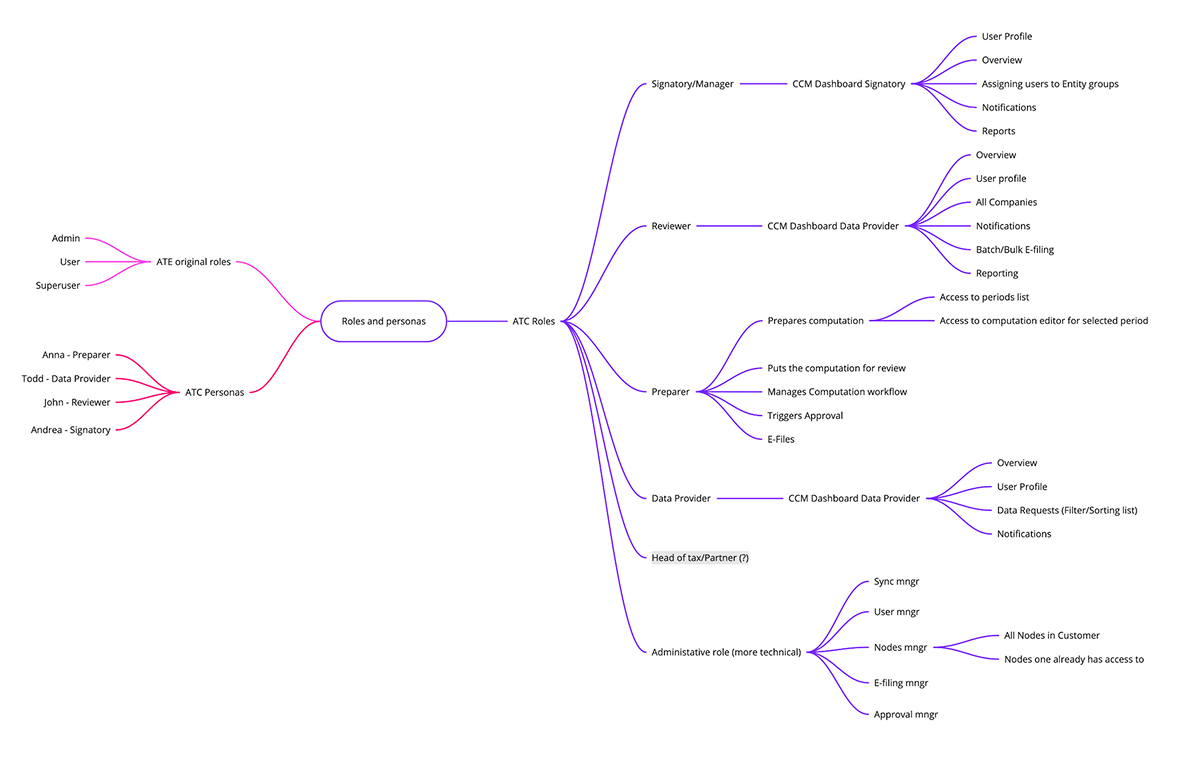 Roles and personas
ATE original roles
Admin
User
Superuser
ATC Personas
Anna - Preparer
Todd - Data Provider
John - Reviewer
Andrea - Signatory
ATC Roles
Signatory/Manager
CCM Dashboard Signatory
User Profile
Overview
Assigning users to Entity groups
Notifications
Reports
Reviewer
CCM Dashboard Data Provider
Overview
User profile
All Companies
Notifications
Batch/Bulk E-filing
Reporting
Preparer
Prepares computation
Access to periods list
Access to computation editor for selected period
Puts the computation for review
Manages Computation workflow
Triggers Approval
E-Files
Data Provider
CCM Dashboard Data Provider
Overview
User Profile
Data Requests (Filter/Sorting list)
Notifications
Head of tax/Partner (?)
Administative role (more technical)
Sync mngr
User mngr
Nodes mngr
All Nodes in Customer
Nodes one already has access to
E-filing mngr
Approval mngr